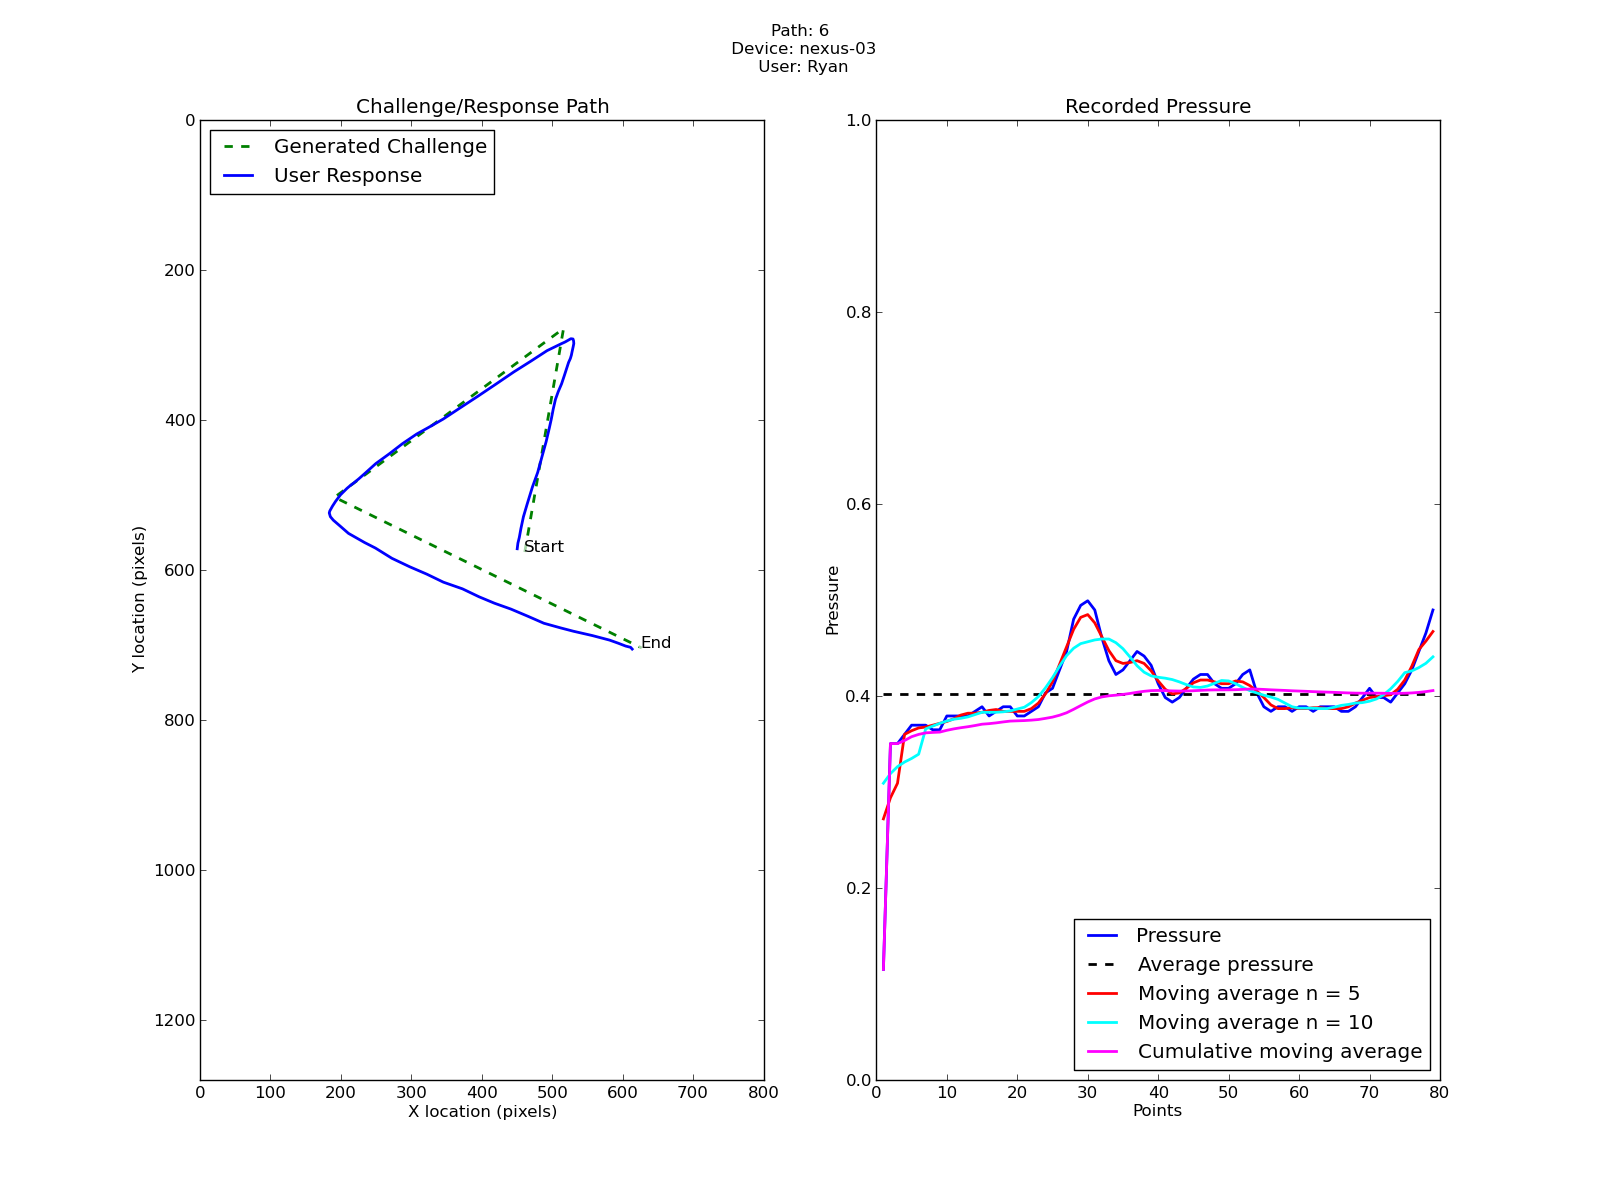 Path: 6
Device: nexus-03
User: Ryan
Challenge/Response Path
Generated Challenge
User Response
0
200
400
600
800
1000
1200
Y location (pixels)
Start
End
0 100 200 300 400 500 600 700 800
X location (pixels)
Recorded Pressure
1.0
0.8
0.6
0.4
0.2
0.0
Pressure
Pressure
Average pressure
Moving average n = 5
Moving average n = 10
Cumulative moving average
0 10 20 30 40 50 60 70 80
Points